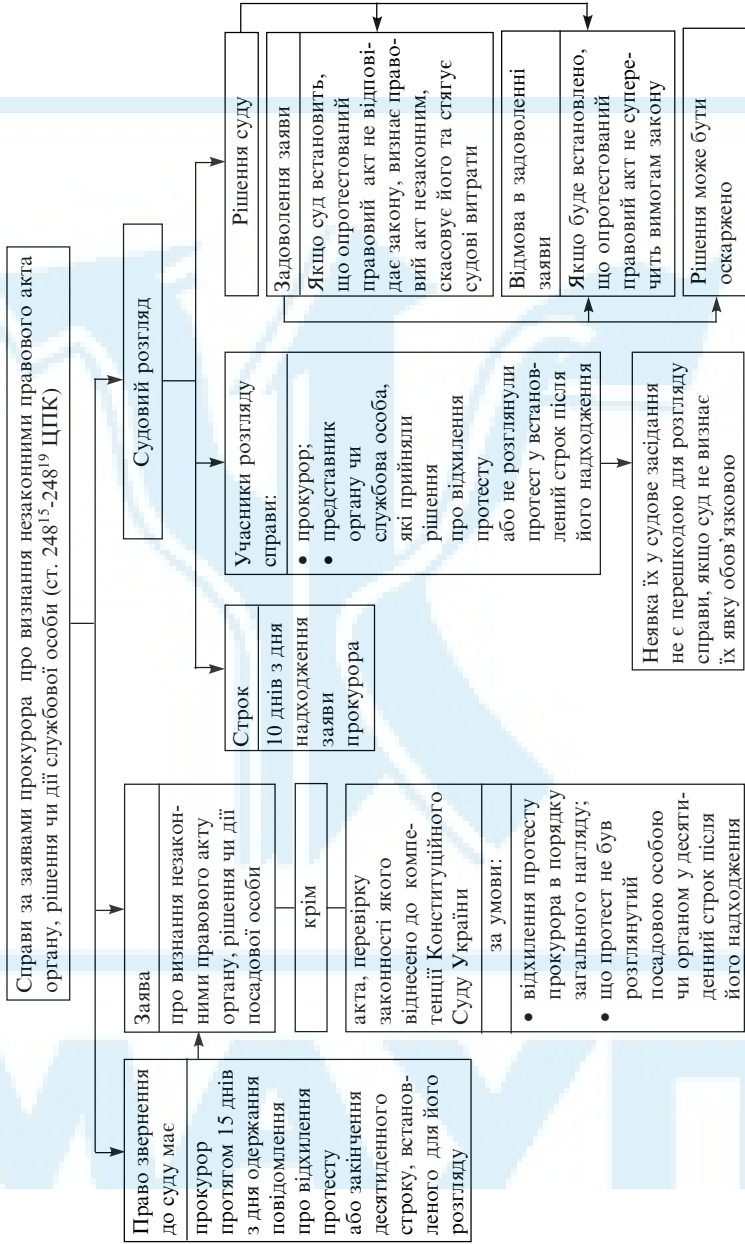 Справи за заявами прокурора про визнання незаконними правового акта
органу, рішення чи дії службової особи (ст. 248¹⁵-248¹⁹ ЦПК)
Право звернення
до суду має
прокурор
протягом 15 днів
з дня одержання
повідомлення
про відхилення
протесту
або закінчення
десятиденного
строку, встанов-
леного для його
розгляду
Заява
про визнання незакон-
ними правового акту
органу, рішення чи дії
посадової особи
крім
акта, перевірку
законності якого
віднесено до компе-
тенції Конституційного
Суду України
за умови:
• відхилення протесту
прокурора в порядку
загального нагляду;
• що протест не був
розглянутий
посадовою особою
чи органом у десяти-
денний строк після
його надходження
Судовий розгляд
Строк
10 днів з дня
надходження
заяви
прокурора
Учасники розгляду
справи:
• прокурор;
• представник
органу чи
службова особа,
які прийняли
рішення
про відхилення
протесту
або не розглянули
протест у встанов-
лений строк після
його надходження
Неявка їх у судове засідання
не є перешкодою для розгляду
справи, якщо суд не визнає
їх явку обов'язковою
Рішення суду
Задоволення заяви
Якщо суд встановить,
що опротестований
правовий акт не відпові-
дає закону, визнає право-
вий акт незаконним,
скасовує його та стягує
судові витрати
Відмова в задоволенні
заяви
Якщо буде встановлено,
що опротестований
правовий акт не супере-
чить вимогам закону
Рішення може бути
оскаржено
МАУП